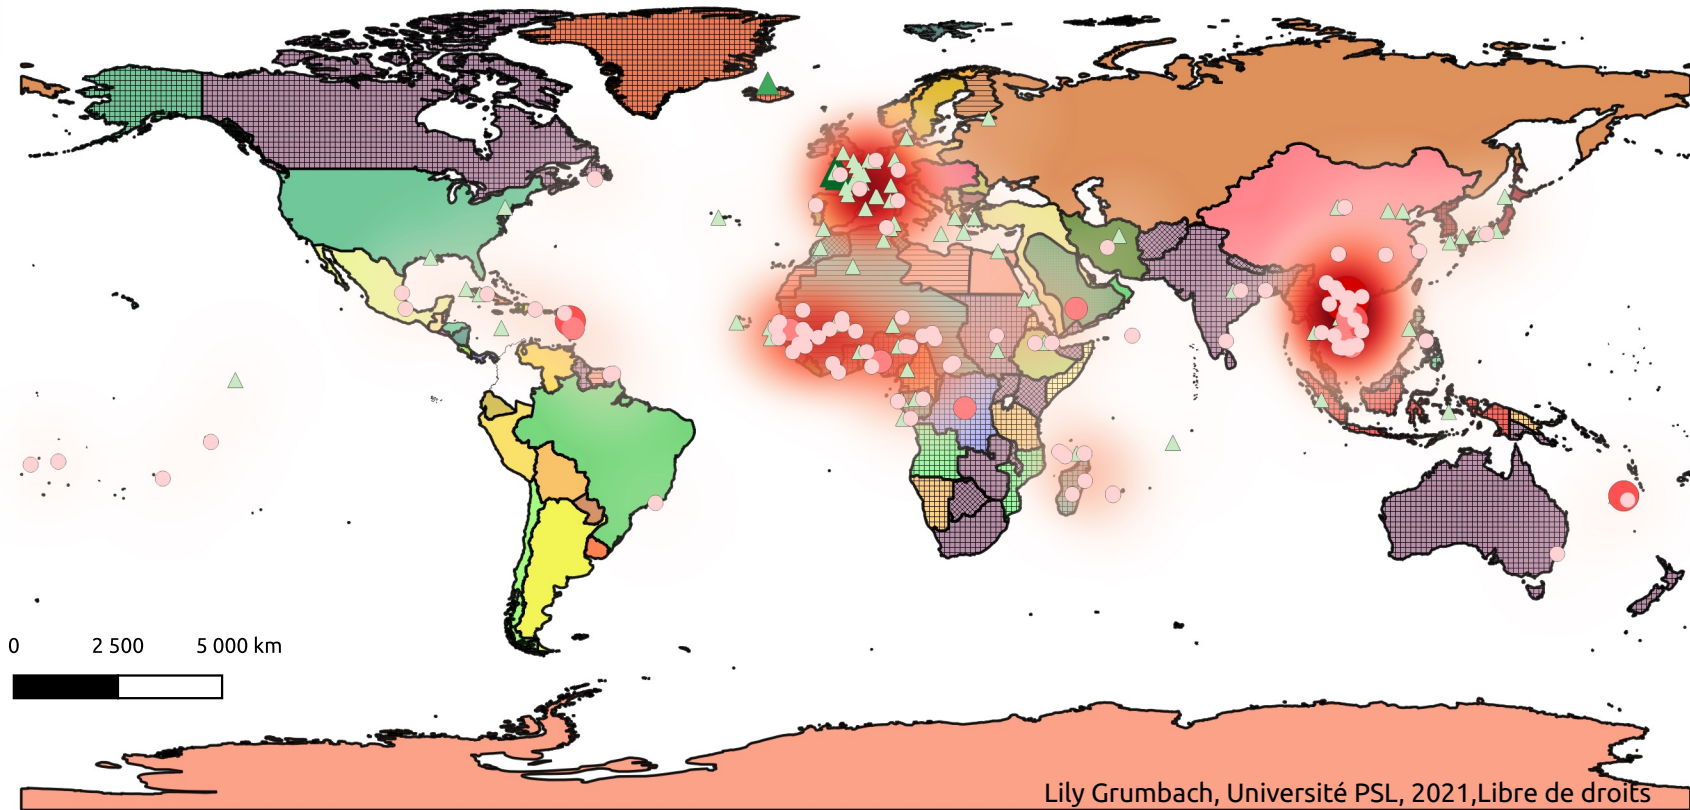 0 2 500 5 000 km
Lily Grumbach, Université PSL, 2021,Libre de droits